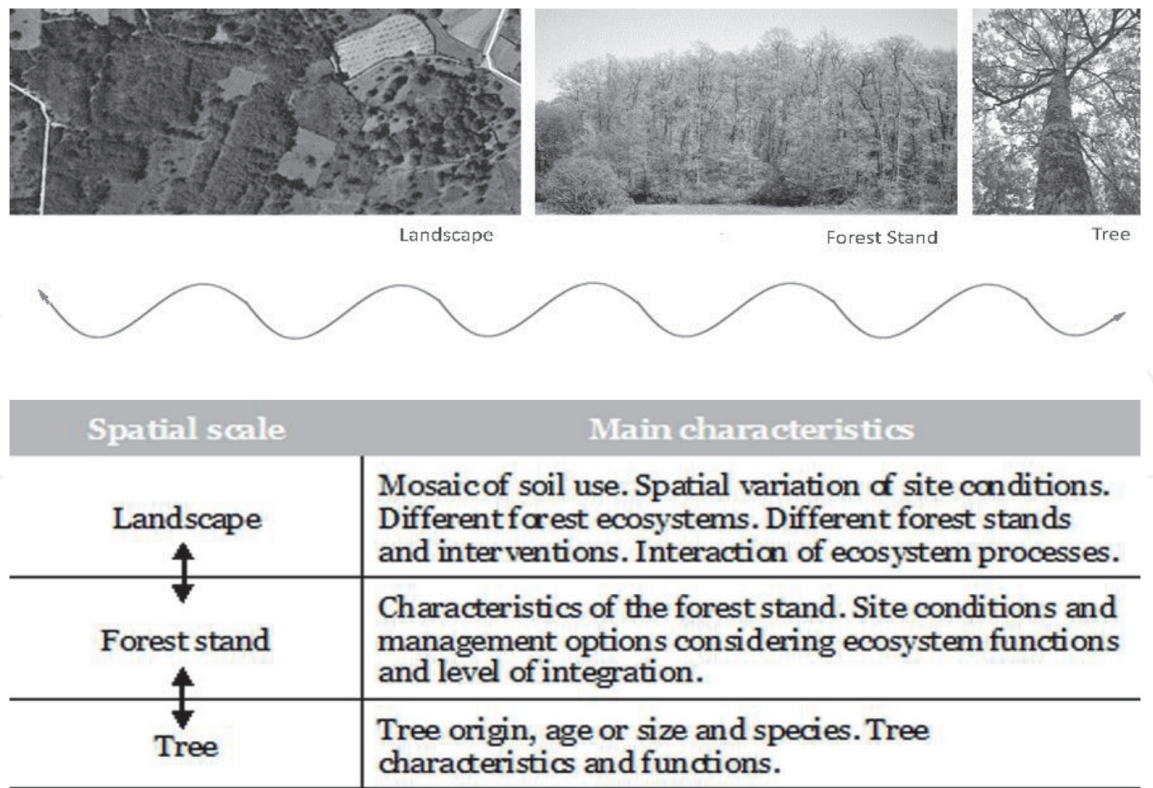 Landscape
Forest Stand
Tree
Spatial scale
Main characteristics
Landscape
Mosaic of soil use. Spatial variation of site conditions.
Different forest ecosystems. Different forest stands
and interventions. Interaction of ecosystem processes.
Forest stand
Characteristics of the forest stand. Site conditions and
management options considering ecosystem functions
and level of integration.
Tree
Tree origin, age or size and species. Tree
characteristics and functions.